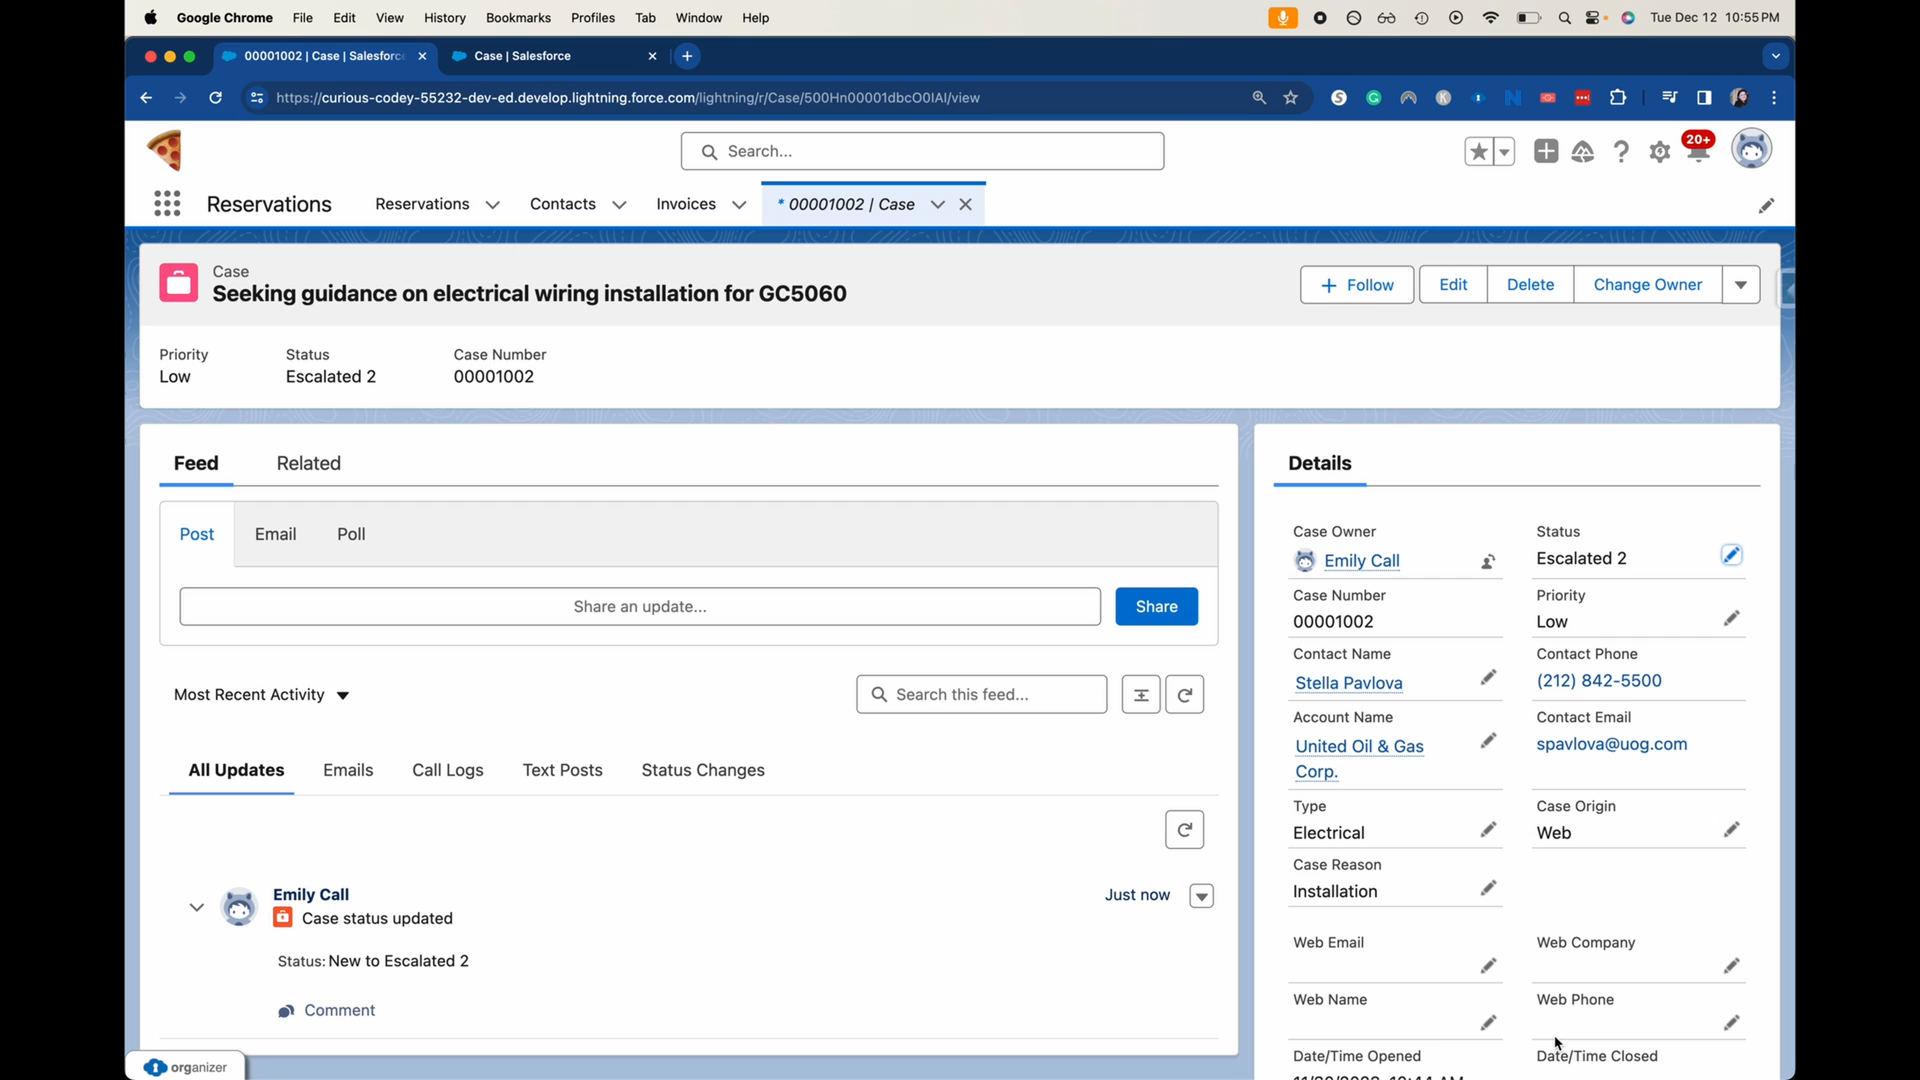 Google Chrome File Edit View History Bookmarks Profiles Tab Window Help Tue Dec 12 10:55 PM
00001002 | Case | Salesforce Case | Salesforce
https://curious-codey-55232-dev-ed.develop.lightning.force.com/lightning/r/Case/500Hn00001dbcO0IAI/view
Search...
20+
Reservations Reservations Contacts Invoices * 00001002 | Case
Case
Seeking guidance on electrical wiring installation for GC5060
Follow Edit Delete Change Owner
Priority Status Case Number
Low Escalated 2 00001002
Feed Related
Post Email Poll
Share an update... Share
Most Recent Activity Search this feed...
All Updates Emails Call Logs Text Posts Status Changes
Emily Call Just now
Case status updated
Status: New to Escalated 2
Comment
organizer
Details
Case Owner Status
Emily Call Escalated 2
Case Number Priority
00001002 Low
Contact Name Contact Phone
Stella Pavlova (212) 842-5500
Account Name Contact Email
United Oil & Gas spavlova@uog.com
Corp.
Type Case Origin
Electrical Web
Case Reason
Installation
Web Email Web Company
Web Name Web Phone
Date/Time Opened Date/Time Closed